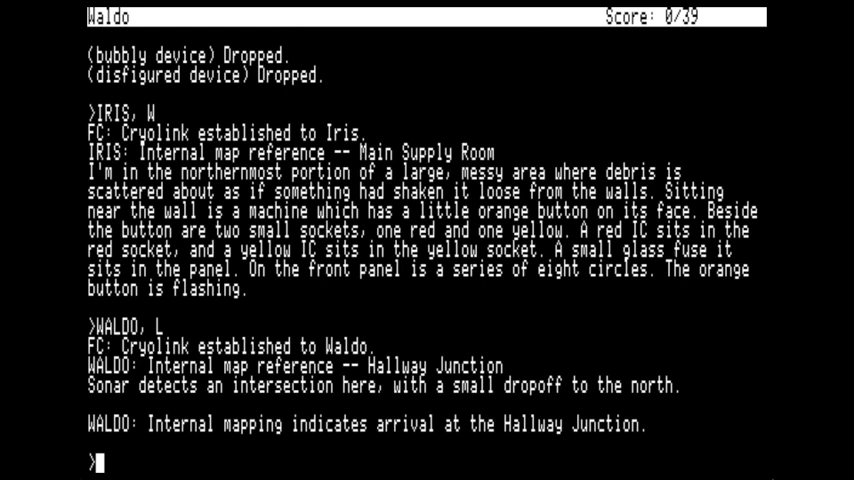 Waldo Score: 0/39
(bubbly device) Dropped.
(disfigured device) Dropped.
>IRIS, W
FC: Cryolink established to Iris.
IRIS: Internal map reference -- Main Supply Room
I'm in the northernmost portion of a large, messy area where debris is
scattered about as if something had shaken it loose from the walls. Sitting
near the wall is a machine which has a little orange button on its face. Beside
the button are two small sockets, one red and one yellow. A red IC sits in the
red socket, and a yellow IC sits in the yellow socket. A small glass fuse it
sits in the panel. On the front panel is a series of eight circles. The orange
button is flashing.
>WALDO, L
FC: Cryolink established to Waldo.
WALDO: Internal map reference -- Hallway Junction
Sonar detects an intersection here, with a small dropoff to the north.
WALDO: Internal mapping indicates arrival at the Hallway Junction.
>